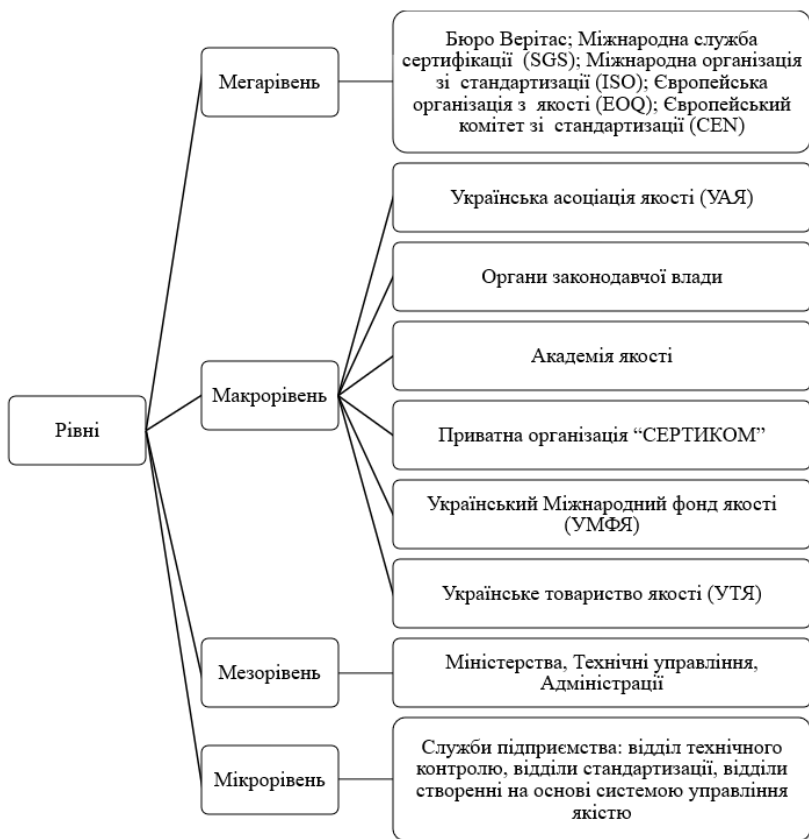 Рівні
Мегарівень
Бюро Верітас; Міжнародна служба
сертифікації (SGS); Міжнародна організація
зі стандартизації (ISO); Європейська
організація з якості (EOQ); Європейський
комітет зі стандартизації (CEN)
Макрорівень
Українська асоціація якості (УАЯ)
Органи законодавчої влади
Академія якості
Приватна організація “СЕРТИКОМ”
Український Міжнародний фонд якості
(УМФЯ)
Українське товариство якості (УТЯ)
Мезорівень
Міністерства, Технічні управління,
Адміністрації
Мікрорівень
Служби підприємства: відділ технічного
контролю, відділи стандартизації, відділи
створенні на основі системою управління
якістю